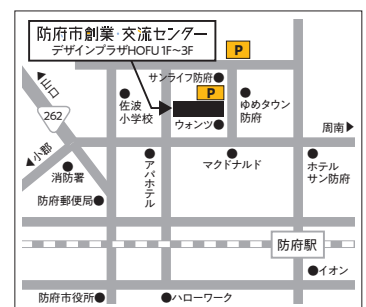 防府市創業・交流センター
デザインプラザHOFU 1F〜3F
P
サンライフ防府
P
山口
262
佐波
小学校
ウォンツ
ゆめタウン
防府
周南
小郡
消防署
アパホテル
マクドナルド
ホテル
サン防府
防府郵便局
防府駅
イオン
防府市役所
ハローワーク